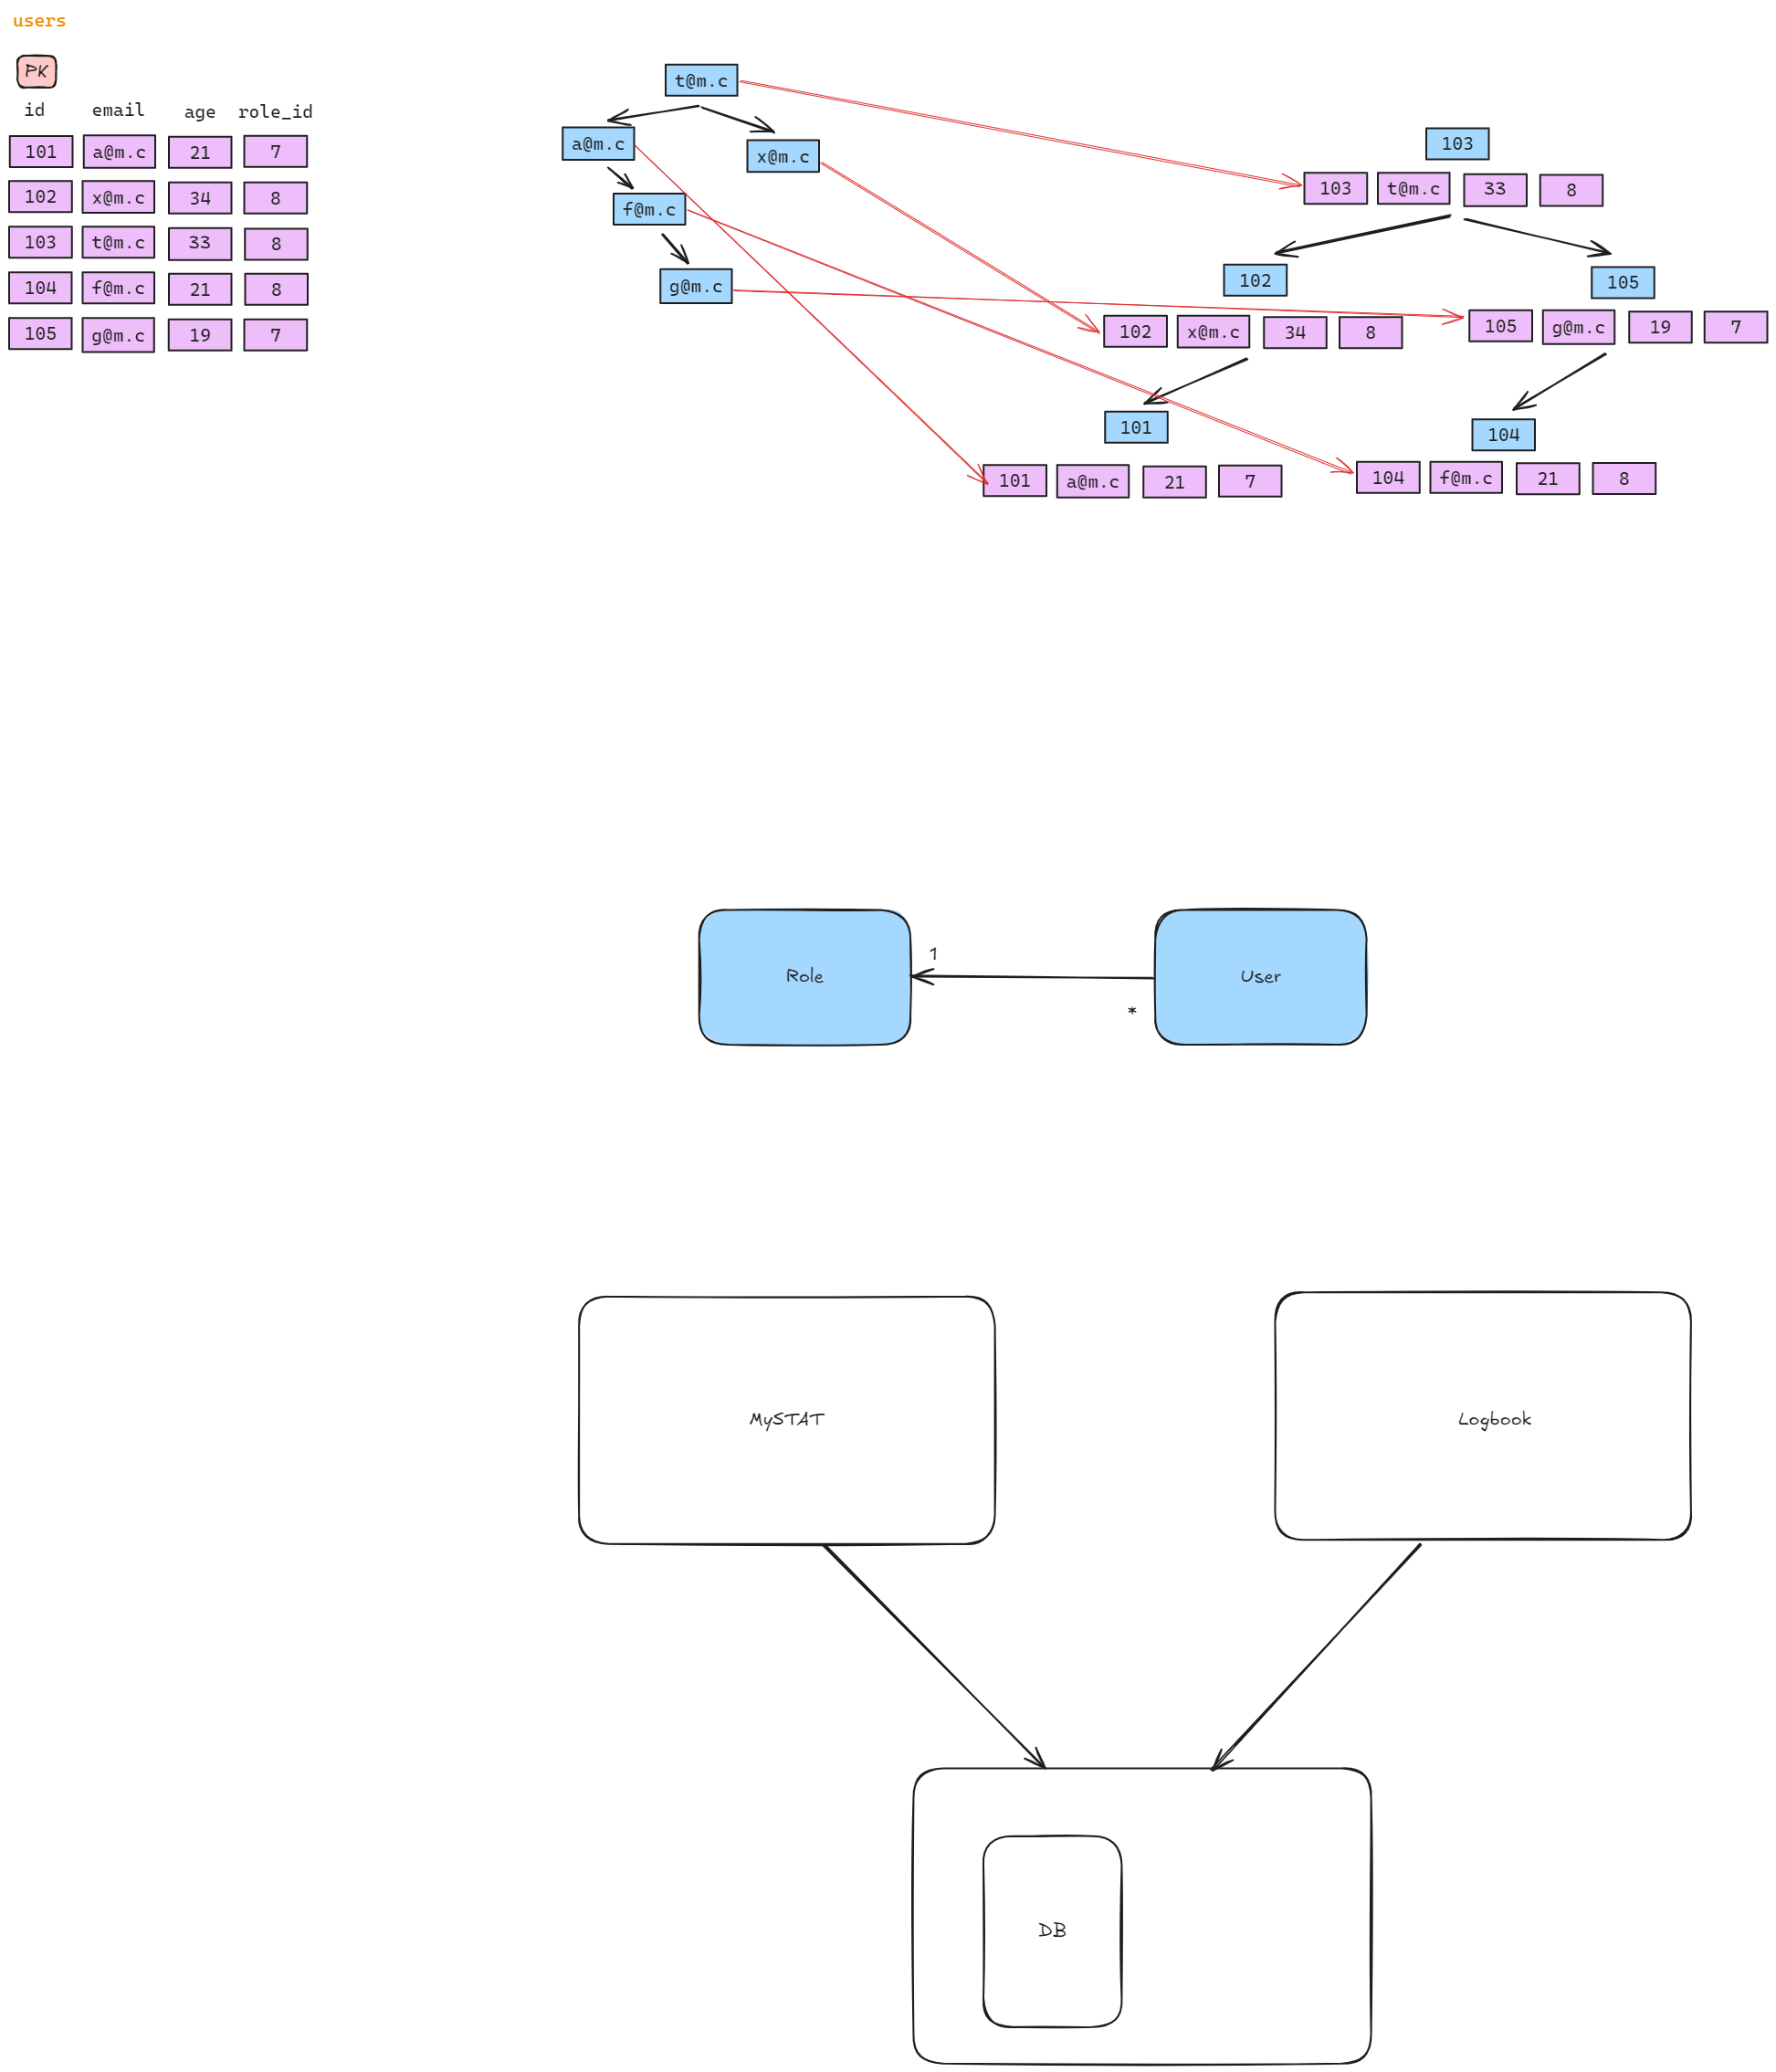 users
PK
id email age role_id
101 a@m.c 21 7
102 x@m.c 34 8
103 t@m.c 33 8
104 f@m.c 21 8
105 g@m.c 19 7
t@m.c
a@m.c
x@m.c
f@m.c
g@m.c
103
103 t@m.c 33 8
102
105
102 x@m.c 34 8
105 g@m.c 19 7
101
104
101 a@m.c 21 7
104 f@m.c 21 8
Role
1
*
User
MySTAT
Logbook
DB